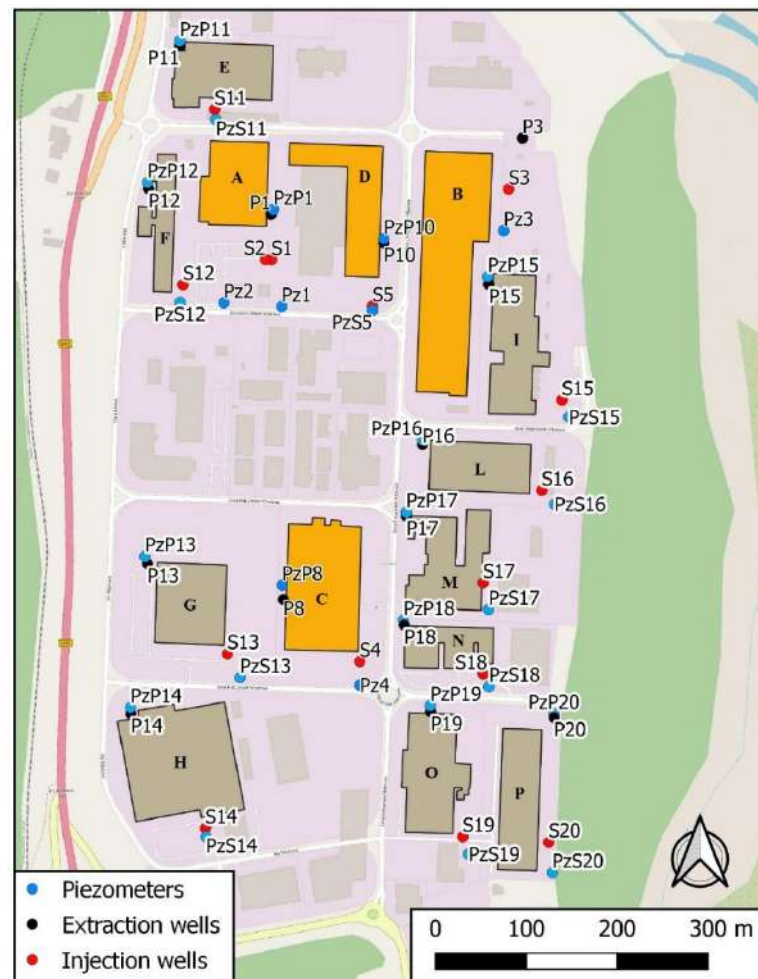 PzP11
P11
E
S11
PzS11
P3
PzP12
P12
A
D
B
S3
PzP1
P1
F
PzP10
P10
Pz3
S2
S1
PzP15
P15
S12
PzS12
Pz2
Pz1
S5
PzS5
I
S15
PzS15
PzP16
P16
L
S16
PzS16
PzP17
P17
PzP13
P13
C
M
S17
PzP8
P8
G
PzS17
PzP18
P18
N
S13
PzS13
S4
S18
PzS18
Pz4
PzP14
P14
PzP19
P19
PzP20
P20
H
O
P
S14
PzS14
S19
PzS19
S20
PzS20
Piezometers
Extraction wells
Injection wells
0 100 200 300 m